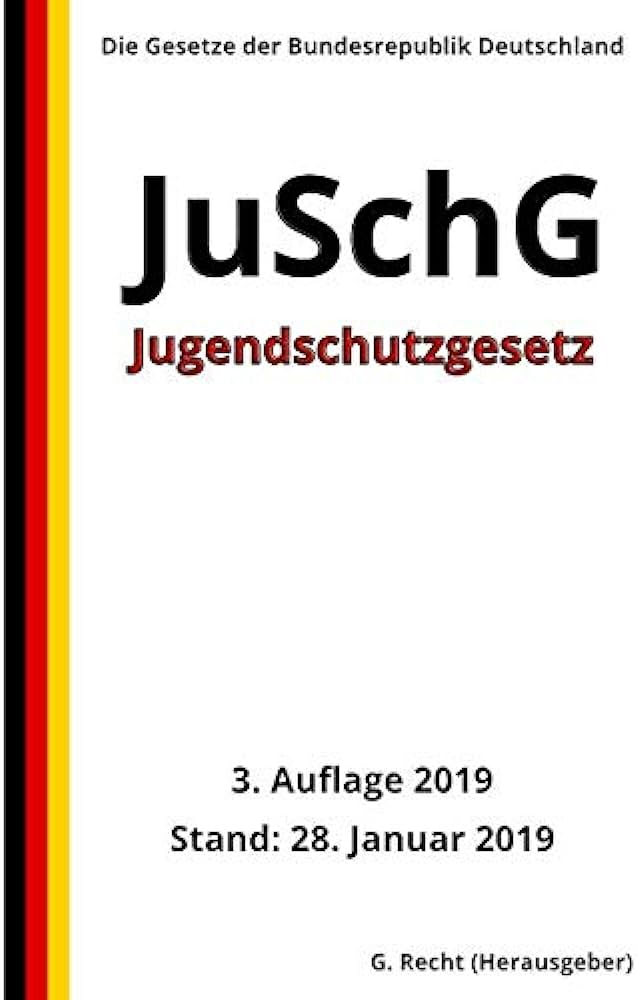 Die Gesetze der Bundesrepublik Deutschland
JuSchG
Jugendschutzgesetz
3. Auflage 2019
Stand: 28. Januar 2019
G. Recht (Herausgeber)